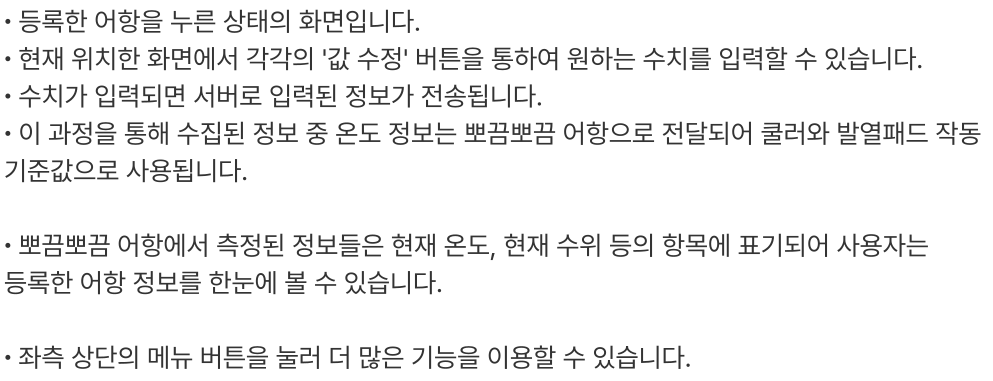 • 등록한 어항을 누른 상태의 화면입니다.
• 현재 위치한 화면에서 각각의 '값 수정' 버튼을 통하여 원하는 수치를 입력할 수 있습니다.
• 수치가 입력되면 서버로 입력된 정보가 전송됩니다.
• 이 과정을 통해 수집된 정보 중 온도 정보는 뽀끔뽀끔 어항으로 전달되어 쿨러와 발열패드 작동
기준값으로 사용됩니다.
• 뽀끔뽀끔 어항에서 측정된 정보들은 현재 온도, 현재 수위 등의 항목에 표기되어 사용자는
등록한 어항 정보를 한눈에 볼 수 있습니다.
• 좌측 상단의 메뉴 버튼을 눌러 더 많은 기능을 이용할 수 있습니다.